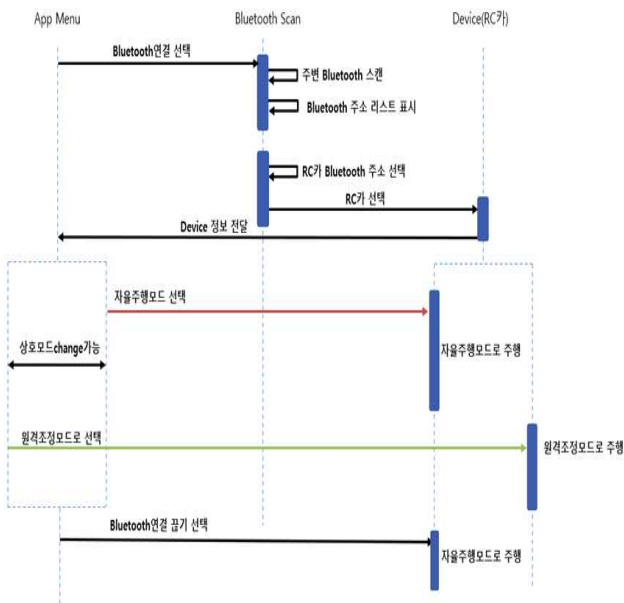 App Menu
Bluetooth Scan
Device(RC카)
Bluetooth연결 선택
주변 Bluetooth 스캔
Bluetooth 주소 리스트 표시
RC카 Bluetooth 주소 선택
RC카 선택
Device 정보 전달
자율주행모드 선택
상호모드change가능
자율주행모드로 주행
원격조정모드로 선택
원격조정모드로 주행
Bluetooth연결 끊기 선택
자율주행모드로 주행